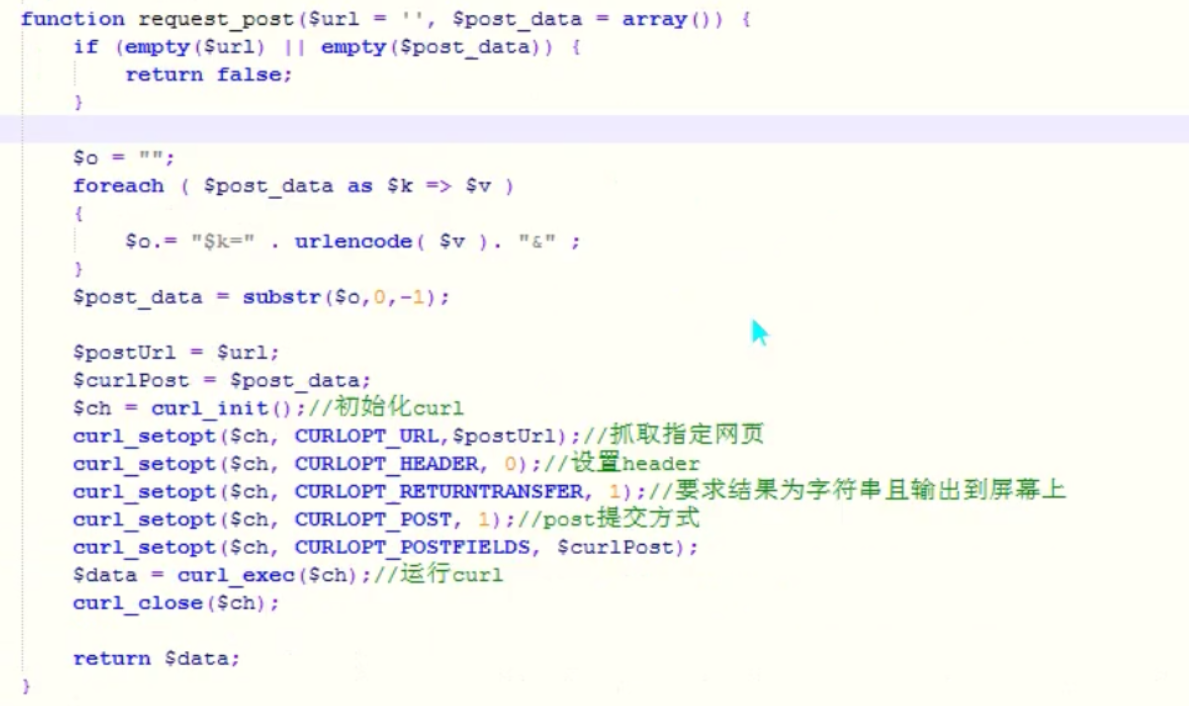 function request_post($url = '', $post_data = array()) {
    if (empty($url) || empty($post_data)) {
        return false;
    }

    $o = "";
    foreach ( $post_data as $k => $v )
    {
        $o.= "$k=" . urlencode( $v ). "&" ;
    }
    $post_data = substr($o,0,-1);

    $postUrl = $url;
    $curlPost = $post_data;
    $ch = curl_init();//初始化curl
    curl_setopt($ch, CURLOPT_URL,$postUrl);//抓取指定网页
    curl_setopt($ch, CURLOPT_HEADER, 0);//设置header
    curl_setopt($ch, CURLOPT_RETURNTRANSFER, 1);//要求结果为字符串且输出到屏幕上
    curl_setopt($ch, CURLOPT_POST, 1);//post提交方式
    curl_setopt($ch, CURLOPT_POSTFIELDS, $curlPost);
    $data = curl_exec($ch);//运行curl
    curl_close($ch);

    return $data;
}